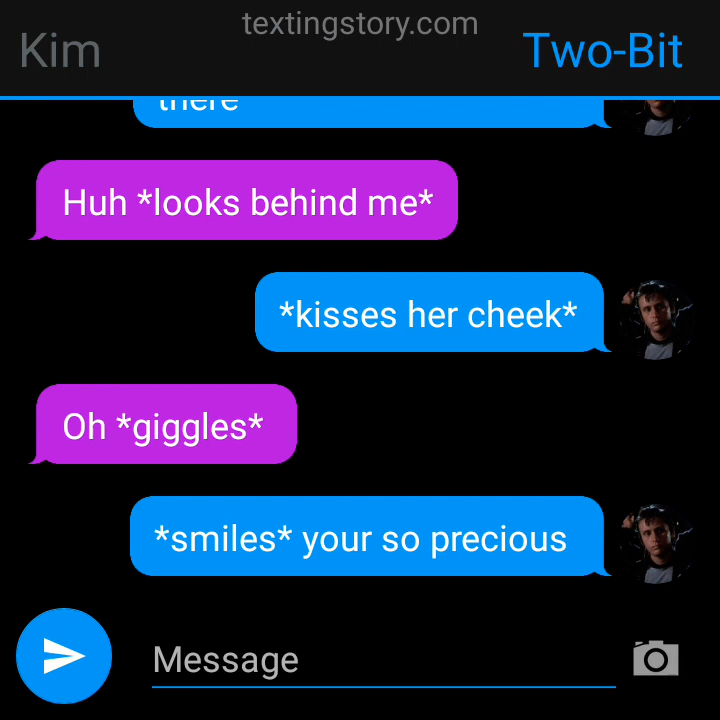 textingstory.com
Kim
Two-Bit
there
Huh *looks behind me*
*kisses her cheek*
Oh *giggles*
*smiles* your so precious
Message